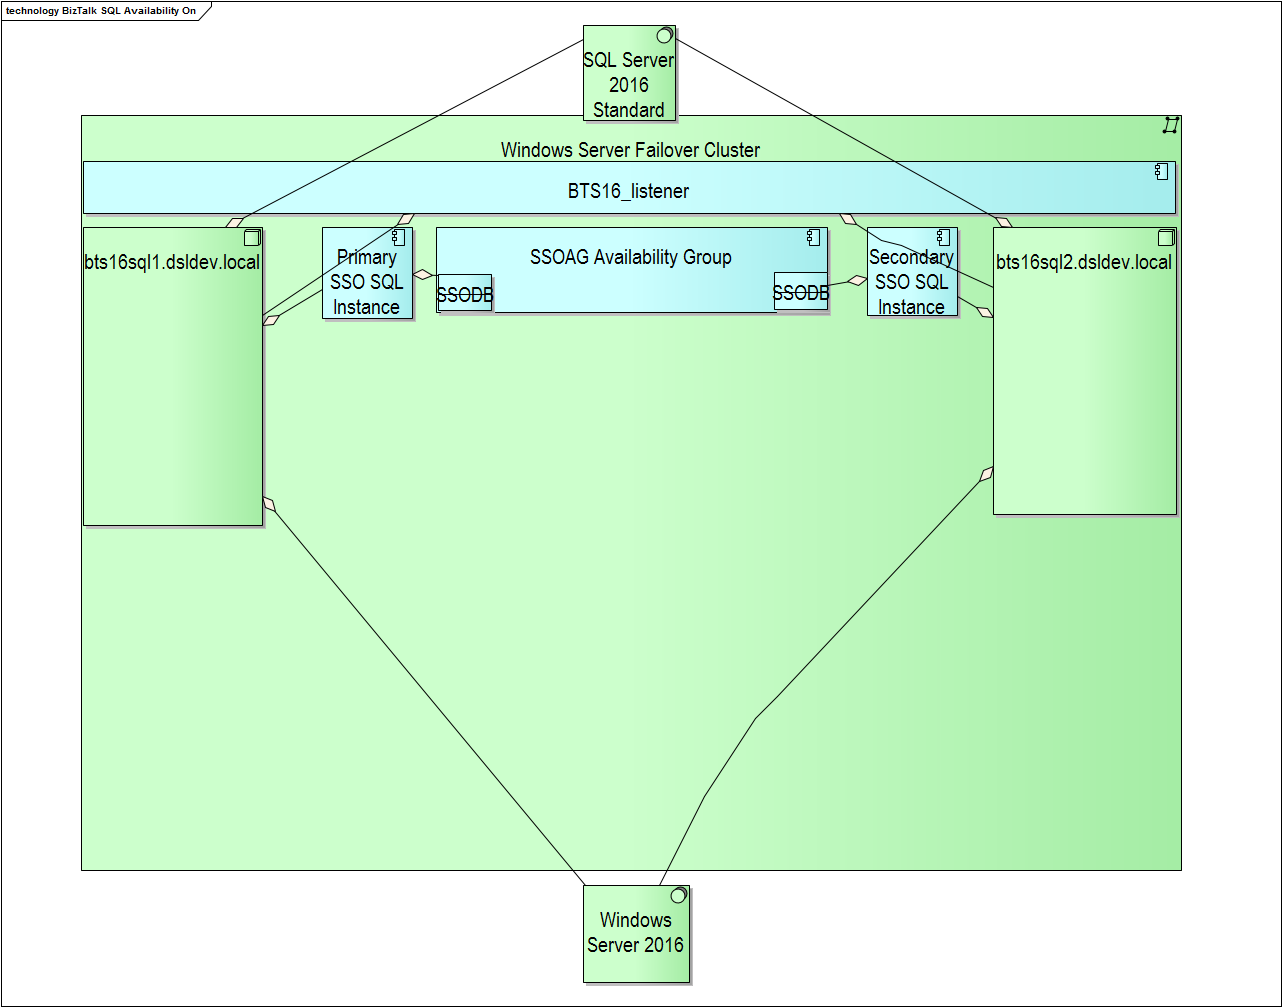 technology BizTalk SQL Availability On
SQL Server
2016
Standard
Windows Server Failover Cluster
BTS16_listener
bts16sql1.dsldev.local
Primary
SSO SQL
Instance
SSOAG Availability Group
SSODB
SSODB
Secondary
SSO SQL
Instance
bts16sql2.dsldev.local
Windows
Server 2016